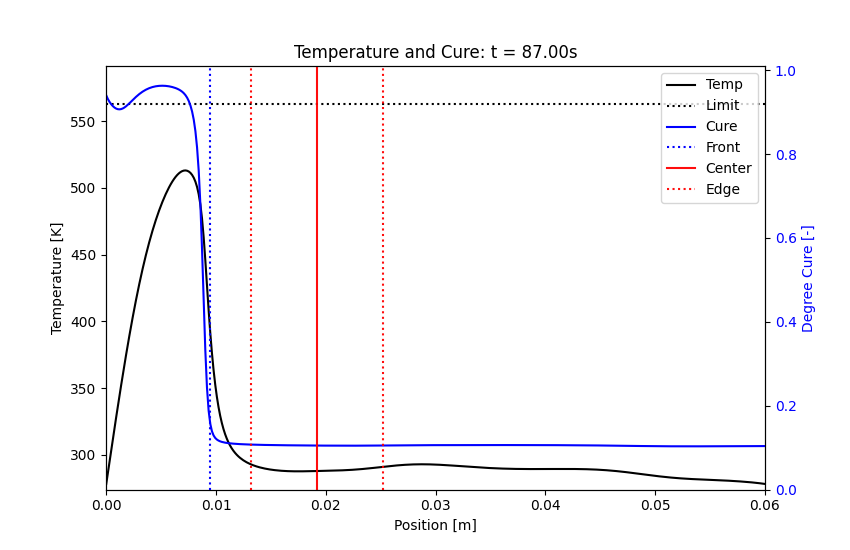 Temperature and Cure: t = 87.00s
Temperature [K]
550
500
450
400
350
300
0.00
0.01
0.02
0.03
0.04
0.05
0.06
Position [m]
1.0
0.8
0.6
0.4
0.2
0.0
Degree Cure [-]
Temp
Limit
Cure
Front
Center
Edge